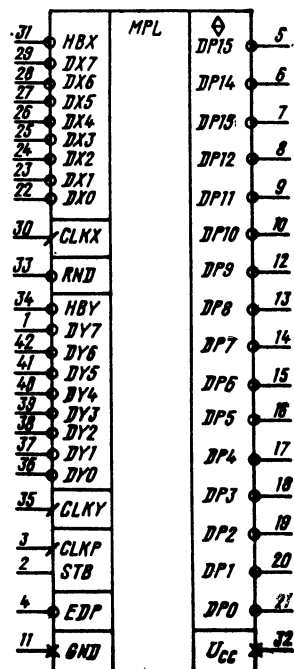 MPL
31 HBX
29 DX7
28 DX6
27 DX5
26 DX4
25 DX3
24 DX2
23 DX1
22 DX0
30 CLKX
33 RND
34 HBY
1 DY7
42 DY6
41 DY5
40 DY4
39 DY3
38 DY2
37 DY1
36 DY0
35 CLKY
3 CLKP
2 STB
4 EDP
11 GND
DP15 5
DP14 6
DP13 7
DP12 8
DP11 9
DP10 10
DP9 12
DP8 13
DP7 14
DP6 15
DP5 16
DP4 17
DP3 18
DP2 19
DP1 20
DP0 21
UCC 32